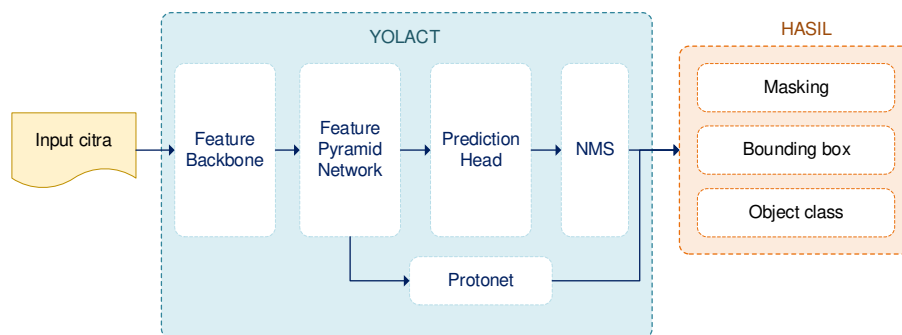 YOLACT
HASIL
Input citra
Feature
Backbone
Feature
Pyramid
Network
Prediction
Head
NMS
Protonet
Masking
Bounding box
Object class